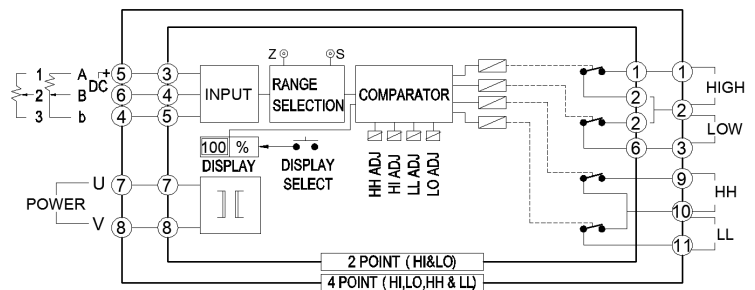 Z S
1 A + 5 3
DC
2 B 6 4
3 b 4 5
INPUT
RANGE
SELECTION
COMPARATOR
1 1
HIGH
2 2
2
LOW
6 3
100 %
DISPLAY
DISPLAY
SELECT
HH ADJ
HI ADJ
LL ADJ
LO ADJ
POWER
U 7 7
V 8 8
9
HH
10
LL
11
2 POINT ( HI&LO)
4 POINT ( HI,LO,HH & LL)